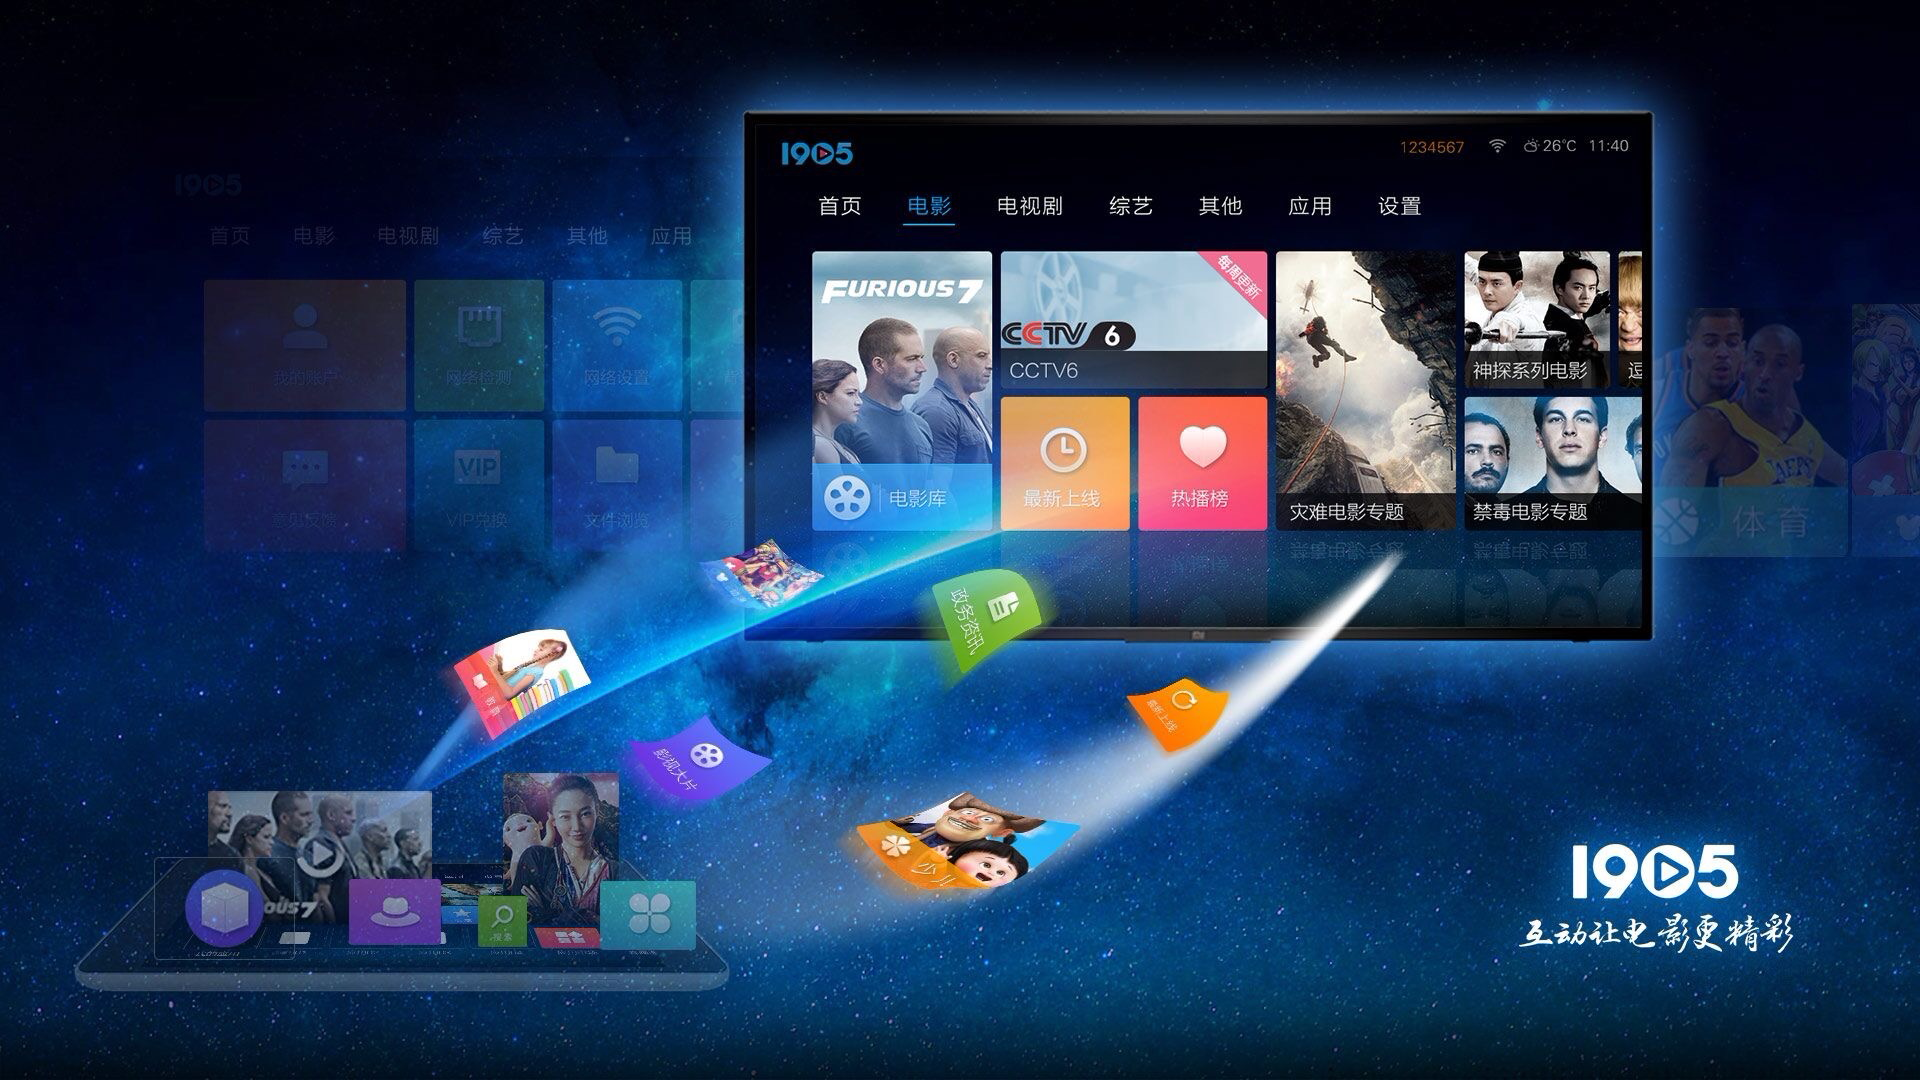 1905
1234567
26°C
11:40
首页
电影
电视剧
综艺
其他
应用
设置
FURIOUS 7
电影库
每周更新
CCTV 6
CCTV6
最新上线
热播榜
灾难电影专题
神探系列电影
逗
禁毒电影专题
1905
首页
电影
电视剧
综艺
其他
应用
我的账户
网络检测
网络设置
意见反馈
VIP
VIP兑换
文件浏览
体育
政务资讯
教育
影视大片
最新上线
少儿
搜索
1905
互动让电影更精彩